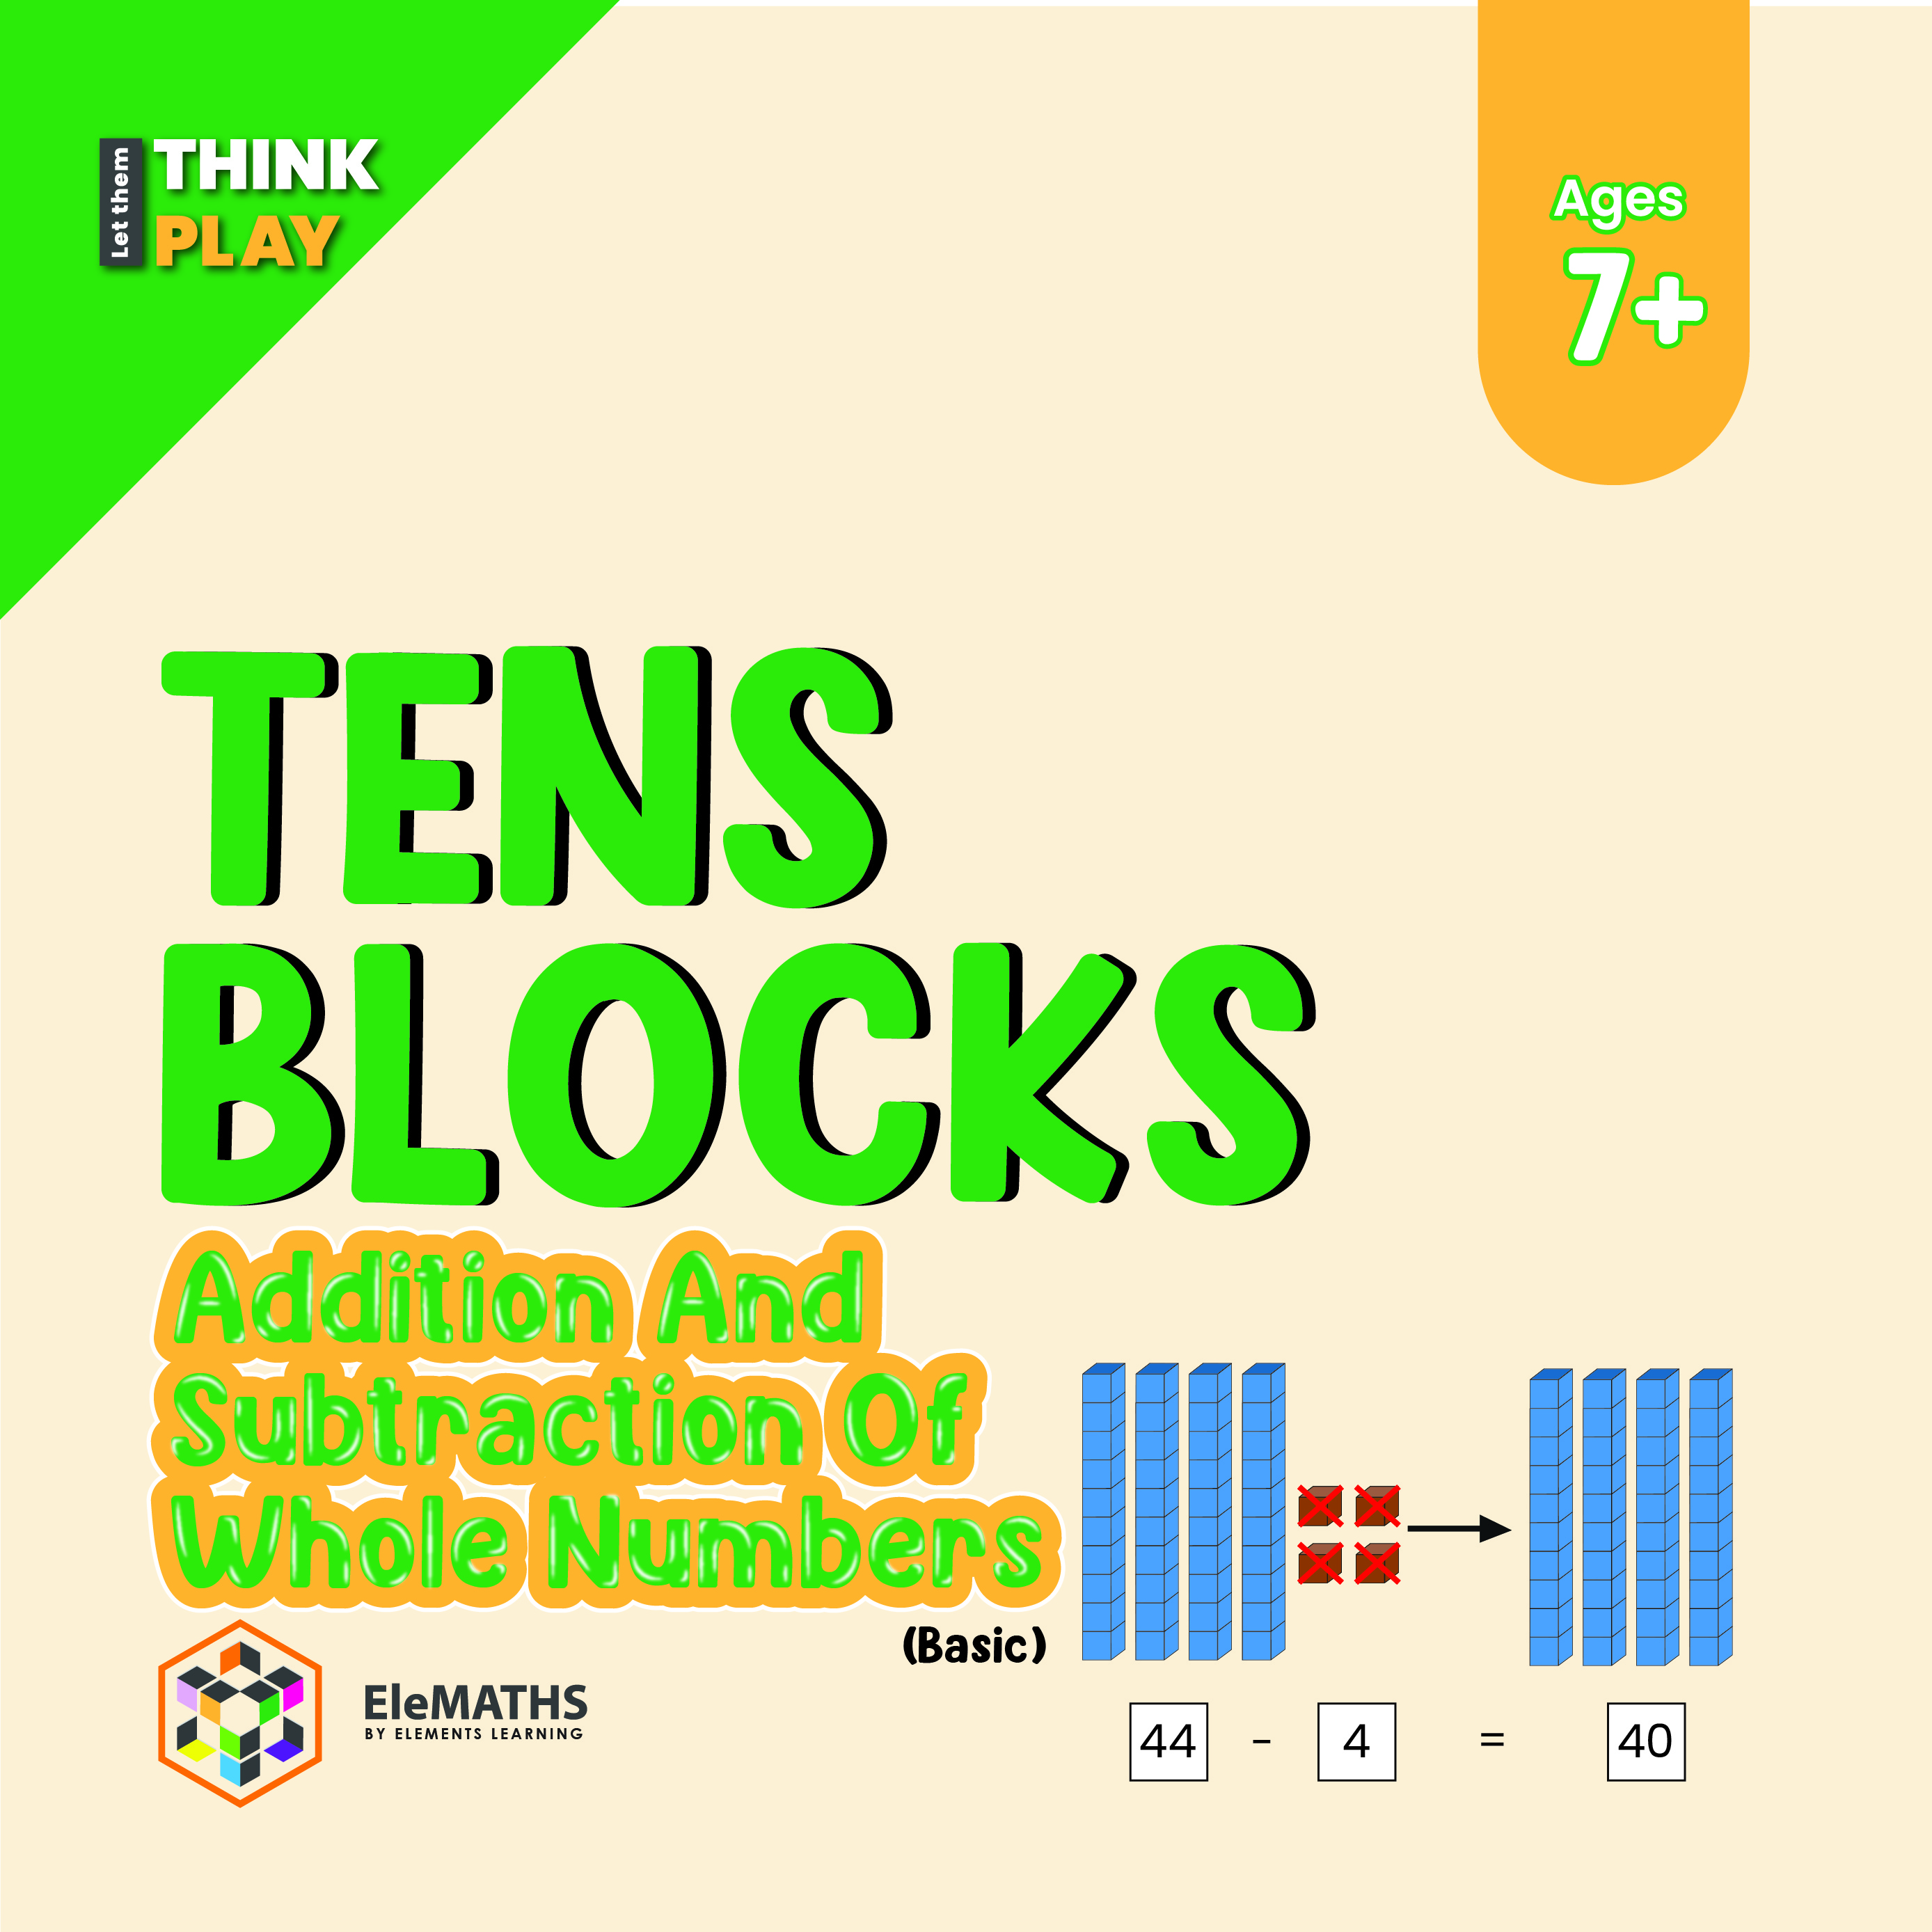 Let them
THINK
PLAY
Ages
7+
TENS
BLOCKS
Addition And
Subtraction Of
Whole Numbers
(Basic)
EleMATHS
BY ELEMENTS LEARNING
44 - 4 = 40